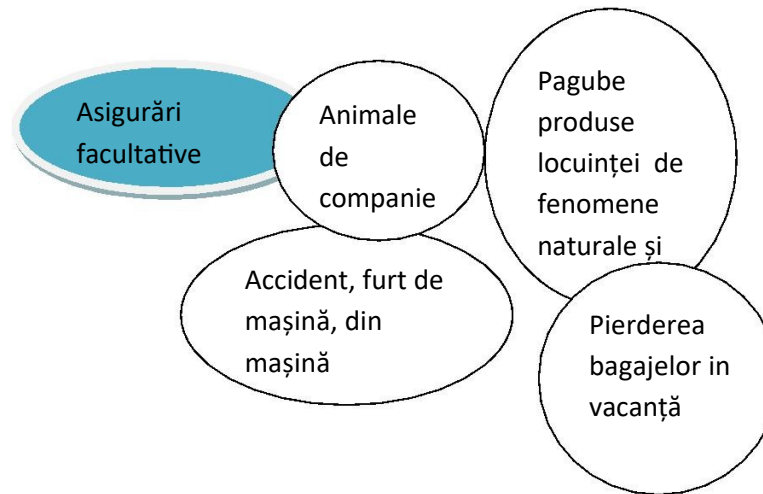 Asigurări
facultative
Animale
de
companie
Pagube
produse
locuinței de
fenomene
naturale și
Accident, furt de
mașină, din
mașină
Pierderea
bagajelor in
vacanță